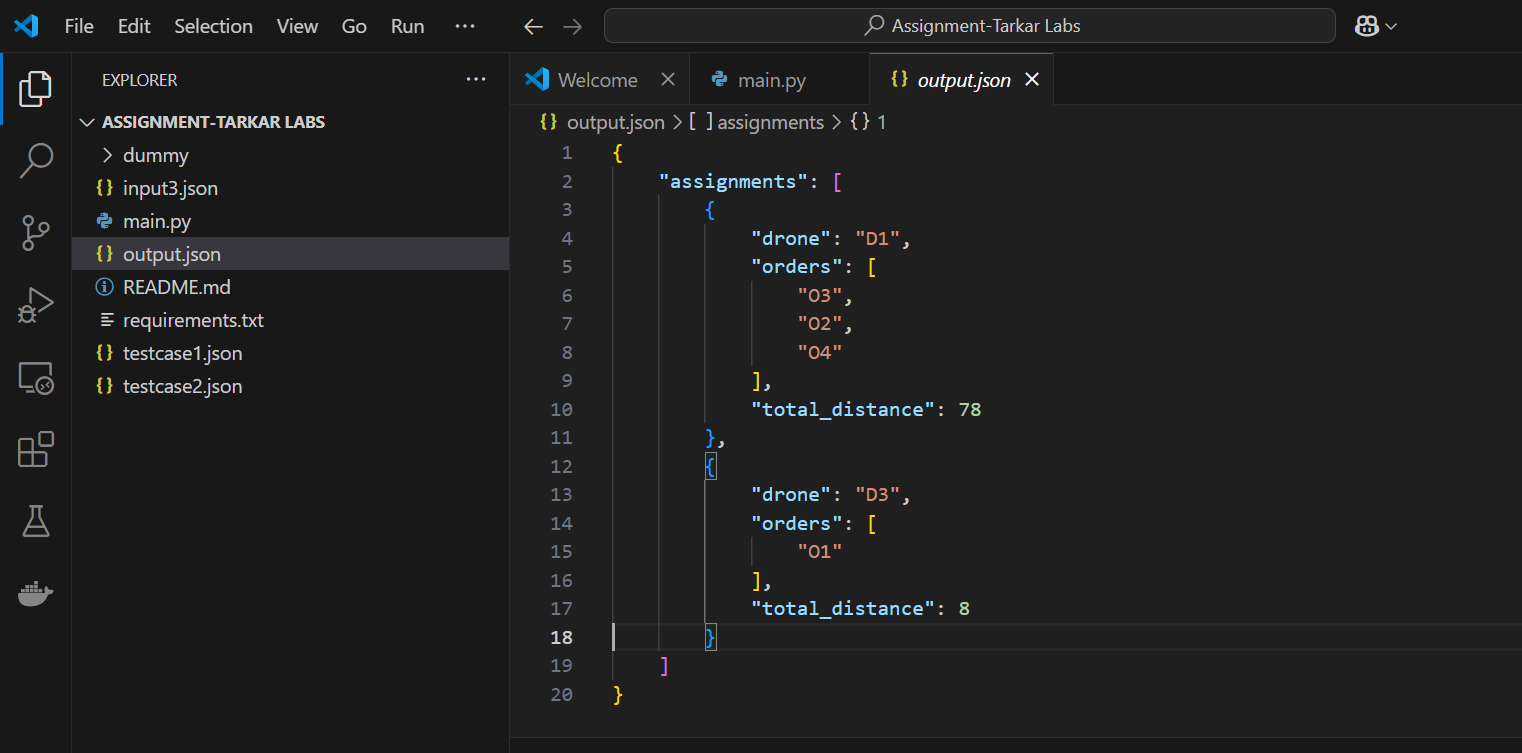 File Edit Selection View Go Run ··· ← → Assignment-Tarkar Labs
EXPLORER ···
ASSIGNMENT-TARKAR LABS
dummy
{} input3.json
main.py
{} output.json
README.md
requirements.txt
{} testcase1.json
{} testcase2.json
Welcome × main.py {} output.json ×
{} output.json > [ ] assignments > {} 1
1 {
2     "assignments": [
3         {
4             "drone": "D1",
5             "orders": [
6                 "O3",
7                 "O2",
8                 "O4"
9             ],
10             "total_distance": 78
11         },
12         {
13             "drone": "D3",
14             "orders": [
15                 "O1"
16             ],
17             "total_distance": 8
18         }
19     ]
20 }